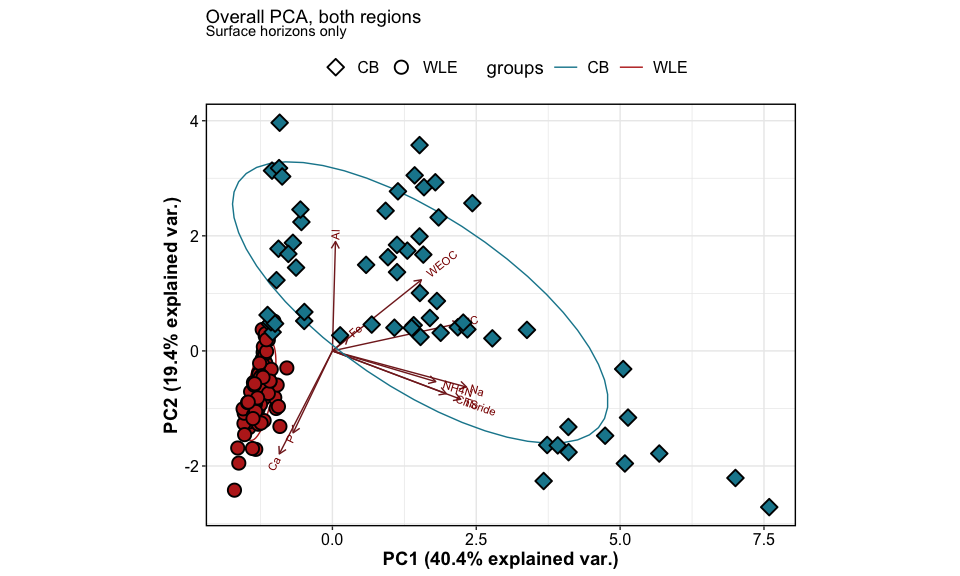 Overall PCA, both regions
Surface horizons only
CB WLE groups CB WLE
4
2
0
-2
0.0
2.5
5.0
7.5
PC1 (40.4% explained var.)
PC2 (19.4% explained var.)
Al
WEOC
Fe
Na
P
Ca